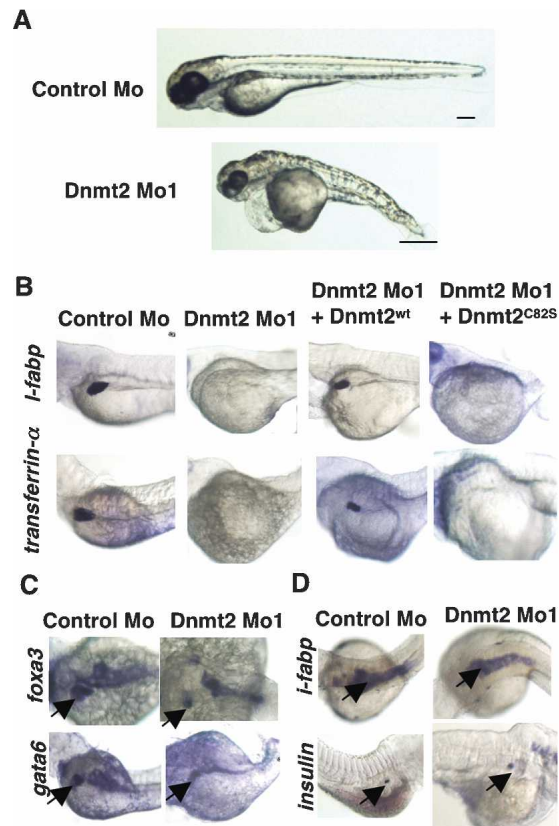 A
Control Mo
Dnmt2 Mo1
B
Control Mo
Dnmt2 Mo1
Dnmt2 Mo1
+ Dnmt2wt
Dnmt2 Mo1
+ Dnmt2C82S
l-fabp
transferrin-α
C
Control Mo
Dnmt2 Mo1
foxa3
gata6
D
Control Mo
Dnmt2 Mo1
i-fabp
insulin